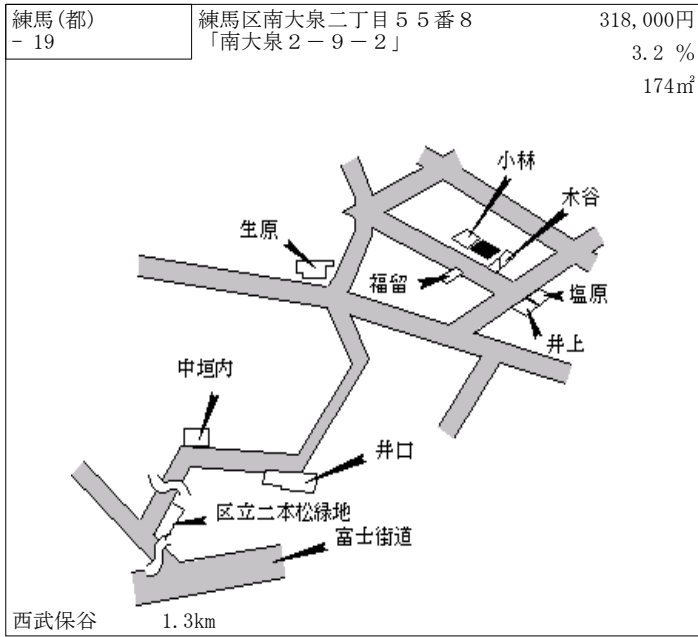 練馬(都)
- 19
練馬区南大泉二丁目55番8
「南大泉2-9-2」
318,000円
3.2 %
174㎡
小林
木谷
生原
福留
塩原
井上
中垣内
井口
区立二本松緑地
富士街道
西武保谷 1.3km